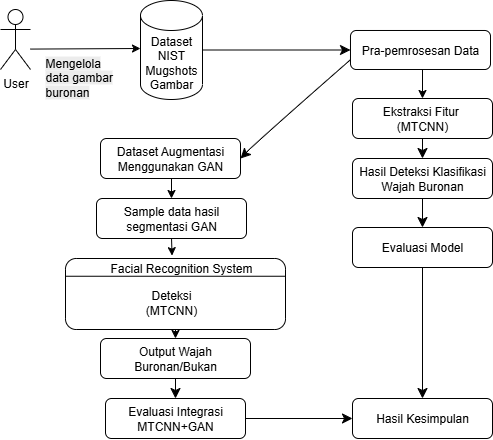 User
Mengelola
data gambar
buronan
Dataset
NIST
Mugshots
Gambar
Pra-pemrosesan Data
Ekstraksi Fitur
(MTCNN)
Hasil Deteksi Klasifikasi
Wajah Buronan
Evaluasi Model
Dataset Augmentasi
Menggunakan GAN
Sample data hasil
segmentasi GAN
Facial Recognition System
Deteksi
(MTCNN)
Output Wajah
Buronan/Bukan
Evaluasi Integrasi
MTCNN+GAN
Hasil Kesimpulan